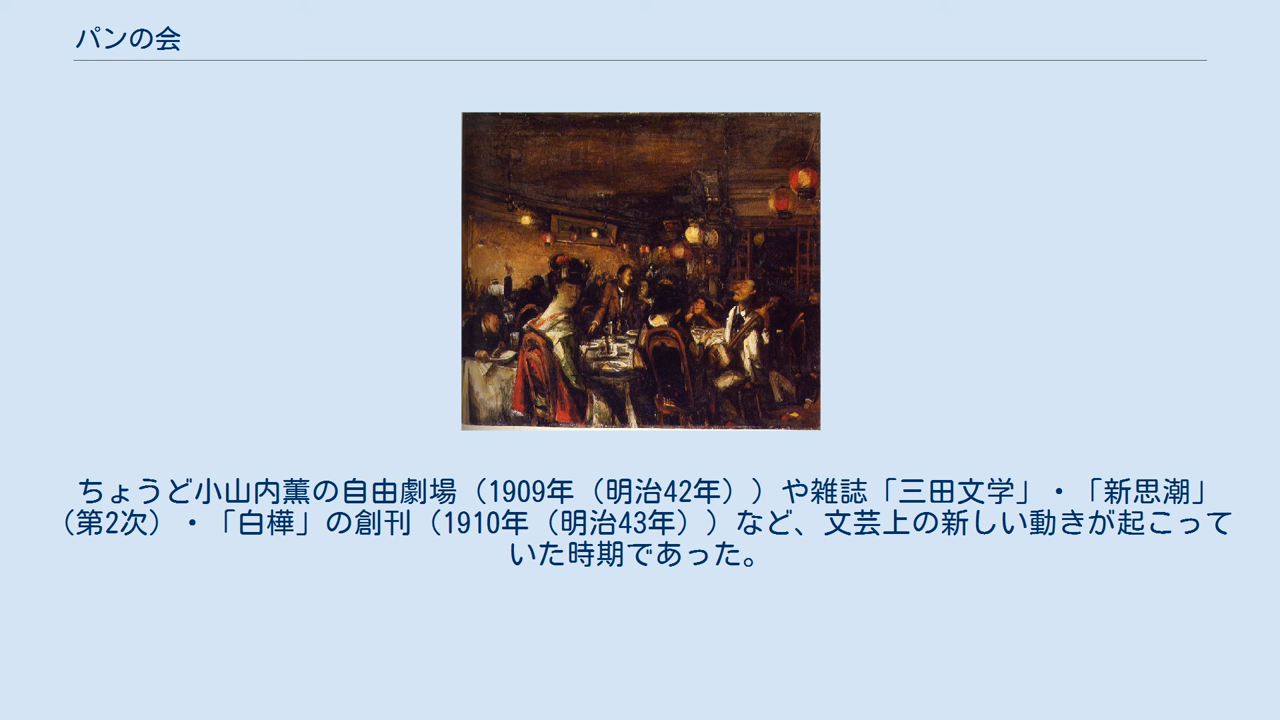 パンの会
ちょうど小山内薫の自由劇場（1909年（明治42年））や雑誌「三田文学」・「新思潮」
（第2次）・「白樺」の創刊（1910年（明治43年））など、文芸上の新しい動きが起こって
いた時期であった。